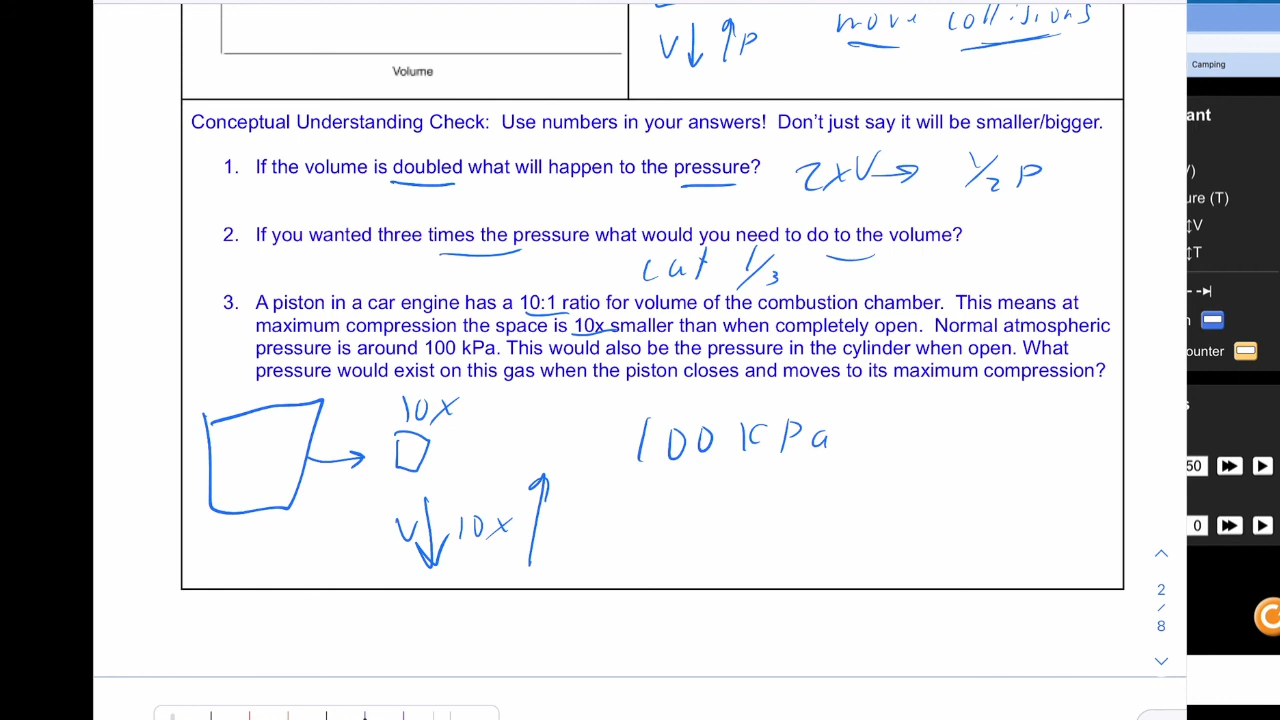 move collisions
V↓ ↑P
Volume
Camping
ant
Conceptual Understanding Check: Use numbers in your answers! Don't just say it will be smaller/bigger.
1. If the volume is doubled what will happen to the pressure? 2xV→ 1/2 P
ure (T)
↕V
2. If you wanted three times the pressure what would you need to do to the volume?
↕T
cut 1/3
3. A piston in a car engine has a 10:1 ratio for volume of the combustion chamber. This means at
maximum compression the space is 10x smaller than when completely open. Normal atmospheric
pressure is around 100 kPa. This would also be the pressure in the cylinder when open. What
ounter
pressure would exist on this gas when the piston closes and moves to its maximum compression?
10x
100 KPa
50
V↓ 10x ↑
0
2
/
8